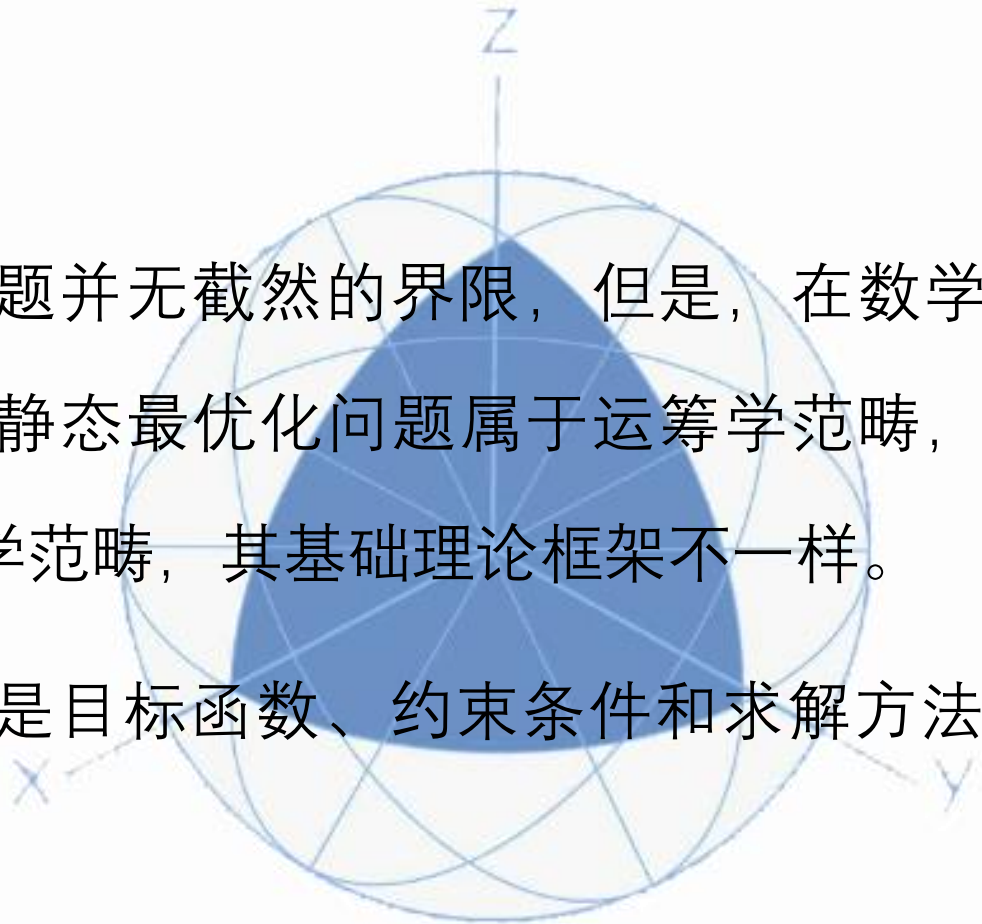 Z
题并无截然的界限, 但是, 在数学
静态最优化问题属于运筹学范畴,
学范畴, 其基础理论框架不一样。
是目标函数、约束条件和求解方法
X
y